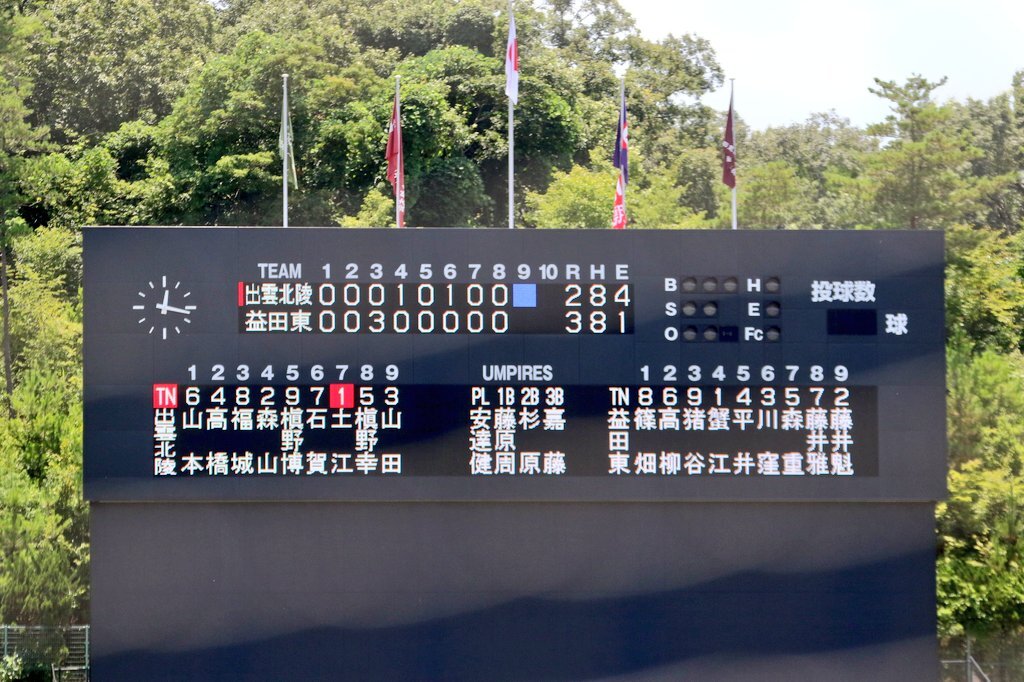 TEAM 1 2 3 4 5 6 7 8 9 10 R H E
出雲北陵 0 0 0 1 0 1 0 0 2 8 4
益田東 0 0 3 0 0 0 0 0 3 8 1
B H
S E
O Fc
投球数
球
1 2 3 4 5 6 7 8 9
TN 6 4 8 2 9 7 1 5 3
出雲北陵
山本 高橋 福城 森山 槇野博 石賀 土江 槇野幸 山田
UMPIRES
PL 1B 2B 3B
安達健 藤原周 杉原 嘉藤
1 2 3 4 5 6 7 8 9
TN 8 6 9 1 4 3 5 7 2
益田東
篠畑 高柳 猪谷 蟹江 平井 川窪 森重 藤井雅 藤井魁